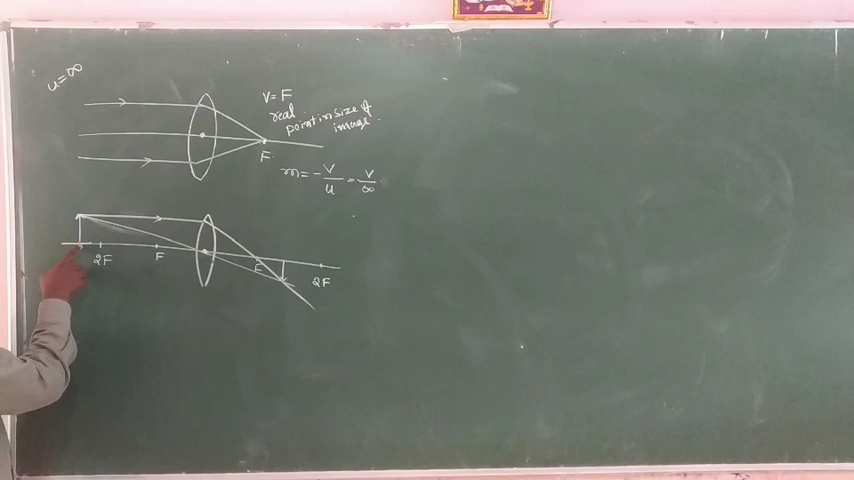 u = ∞
V = F
real
point in size of
image.
F.
m = - V/u = V/∞
2F
F
F
2F